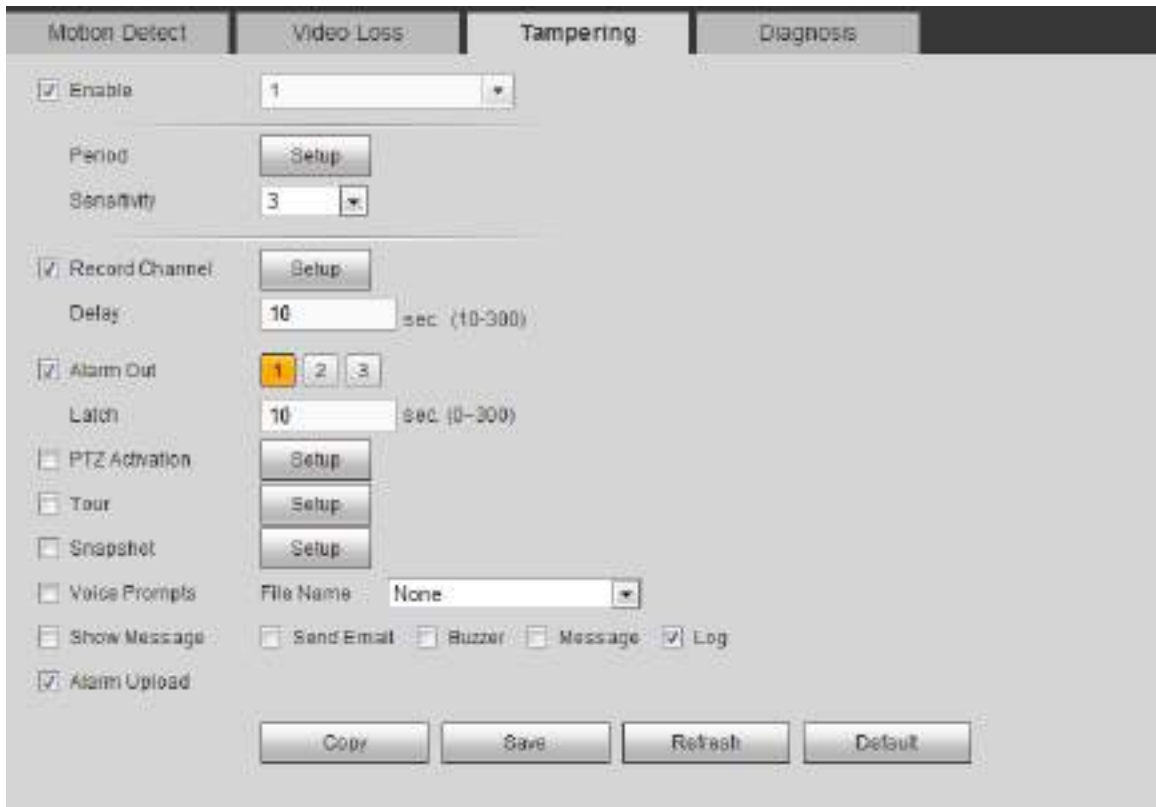 Motion Detect Video Loss Tampering Diagnosis
Enable 1
Period Setup
Sensitivity 3
Record Channel Setup
Delay 10 sec. (10-300)
Alarm Out 1 2 3
Latch 10 sec. (0~300)
PTZ Activation Setup
Tour Setup
Snapshot Setup
Voice Prompts File Name None
Show Message Send Email Buzzer Message Log
Alarm Upload
Copy Save Refresh Default